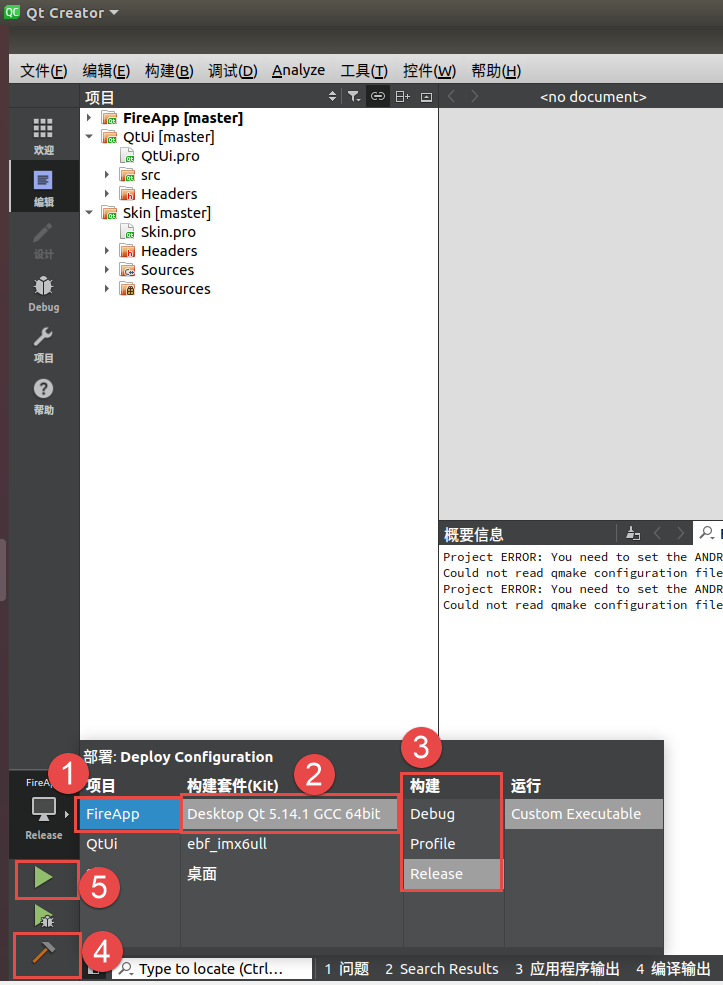 QC Qt Creator
文件(F) 编辑(E) 构建(B) 调试(D) Analyze 工具(T) 控件(W) 帮助(H)
项目
<no document>
欢迎
编辑
设计
Debug
项目
帮助
FireApp [master]
QtUi [master]
QtUi.pro
src
Headers
Skin [master]
Skin.pro
Headers
Sources
Resources
概要信息
Project ERROR: You need to set the ANDR
Could not read qmake configuration file
Project ERROR: You need to set the ANDR
Could not read qmake configuration file
部署: Deploy Configuration
1 项目
2 构建套件(Kit)
3 构建
运行
FireApp
Desktop Qt 5.14.1 GCC 64bit
Debug
Custom Executable
QtUi
ebf_imx6ull
Profile
桌面
Release
Release
5
4
Type to locate (Ctrl...
1 问题 2 Search Results 3 应用程序输出 4 编译输出